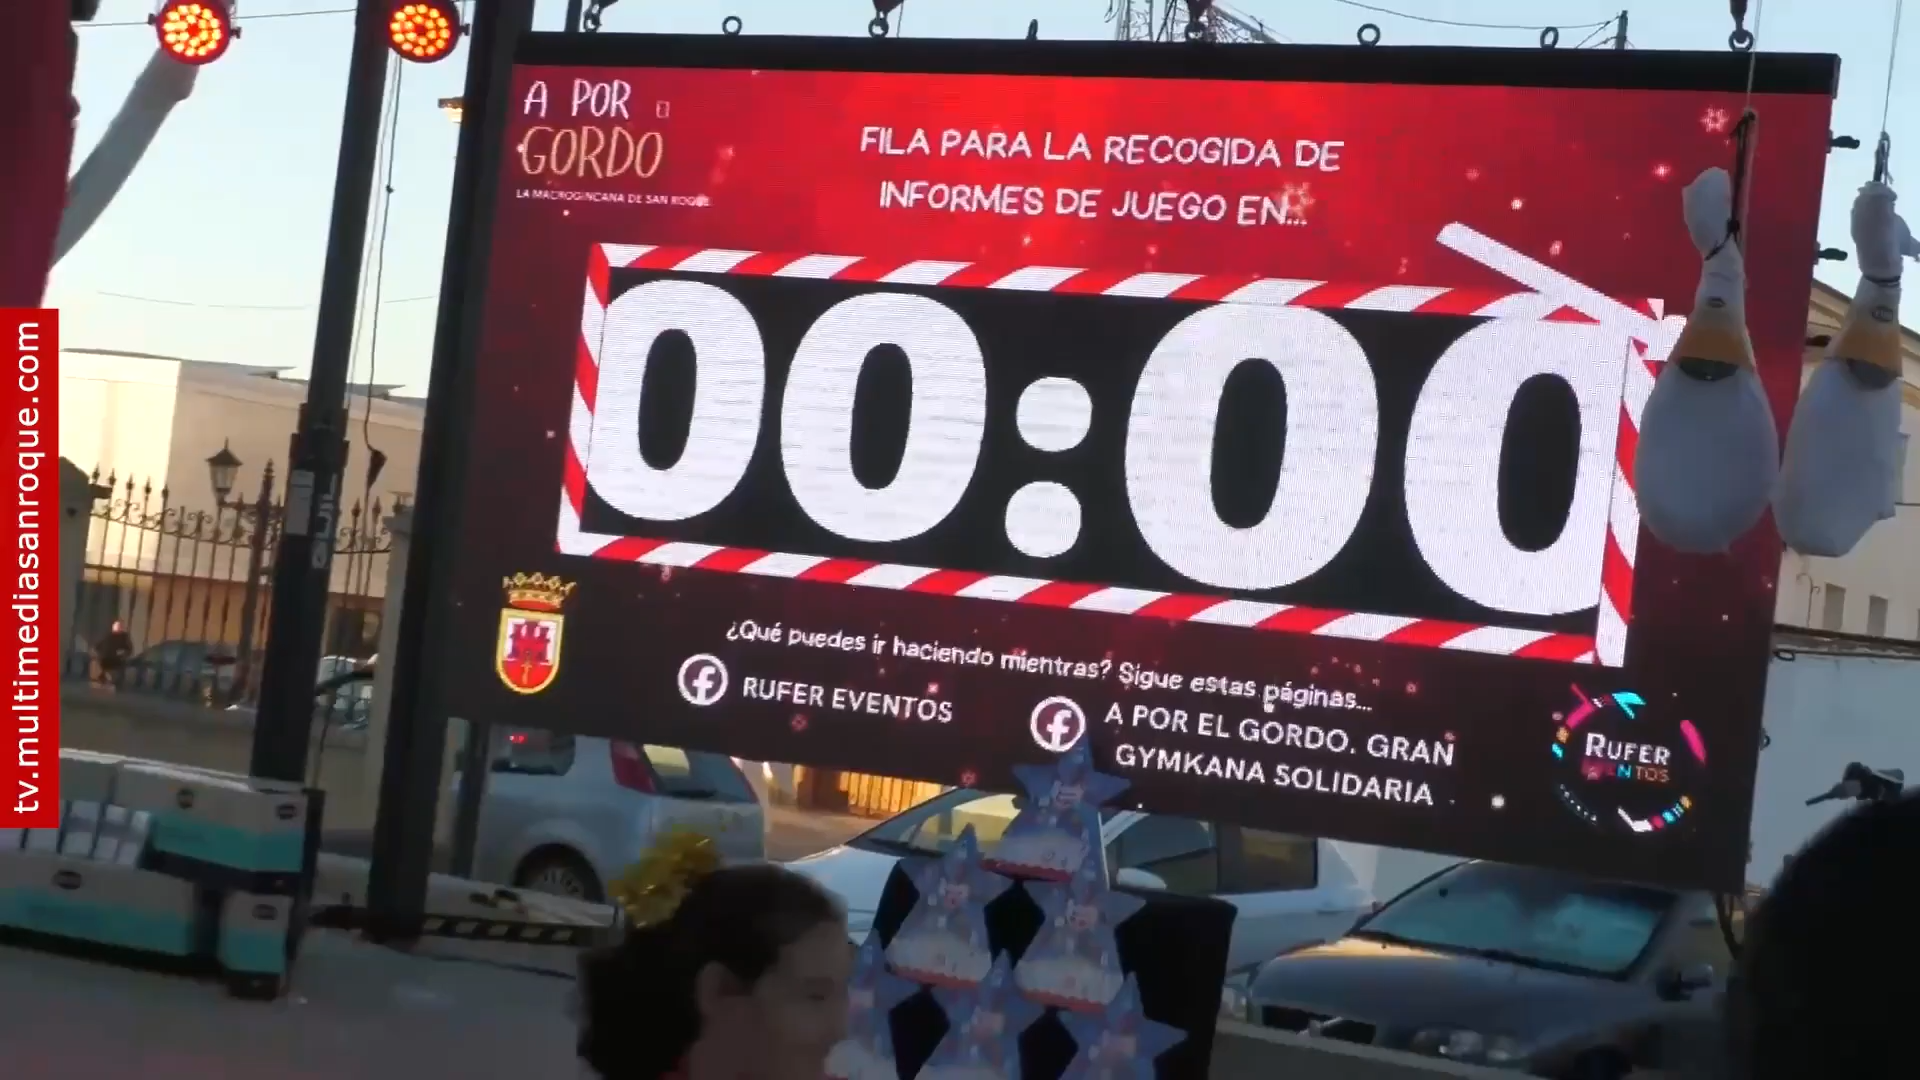 A POR EL
GORDO
LA MACROGINCANA DE SAN ROQUE
FILA PARA LA RECOGIDA DE
INFORMES DE JUEGO EN...
00:00
¿Qué puedes ir haciendo mientras? Sigue estas páginas...
RUFER EVENTOS
A POR EL GORDO. GRAN
GYMKANA SOLIDARIA
RUFER
tv.multimediasanroque.com